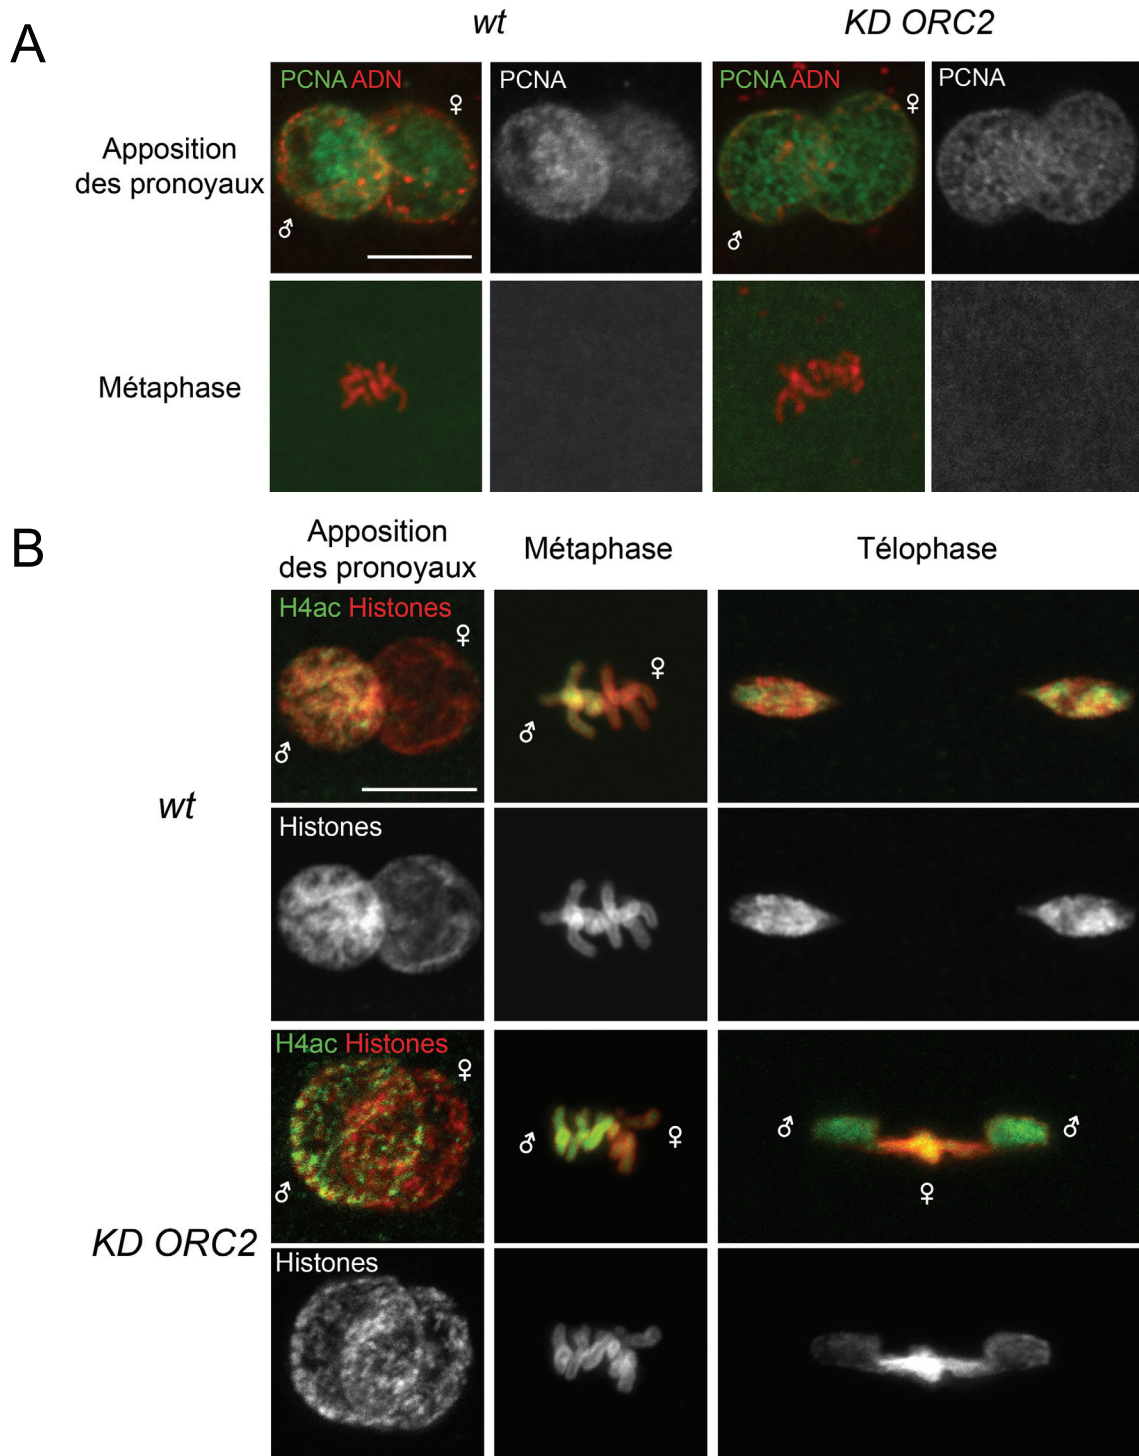 A
wt
KD ORC2
PCNA ADN
♀
♂
PCNA
PCNA ADN
♀
♂
PCNA
Apposition
des pronoyaux
Métaphase
B
Apposition
des pronoyaux
Métaphase
Télophase
wt
H4ac Histones
♀
♂
♀
♂
Histones
KD ORC2
H4ac Histones
♀
♂
♂
♀
♂
♂
♀
Histones